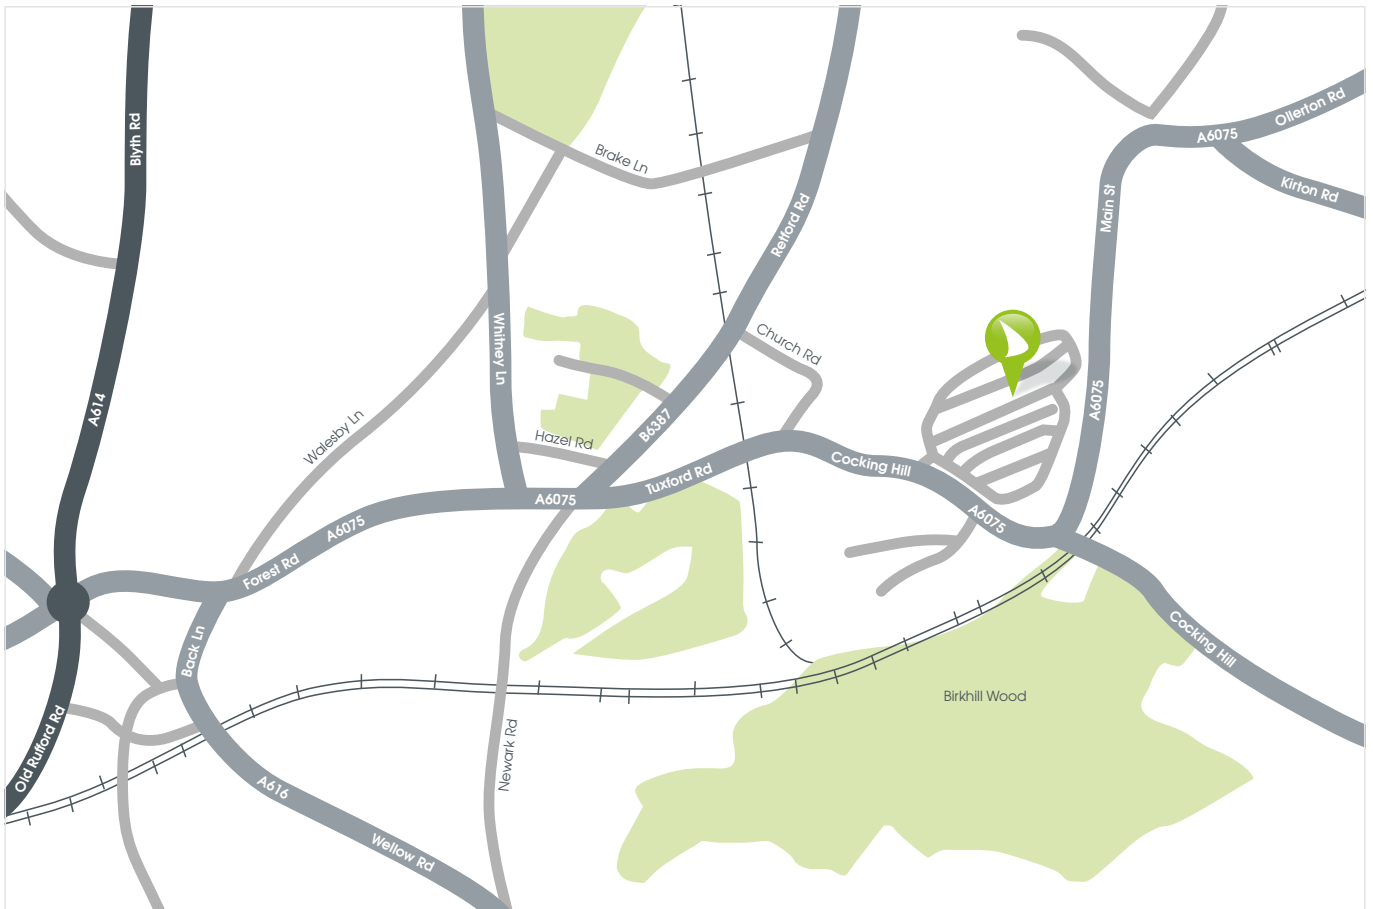 Blyth Rd
Brake Ln
A6075
Ollerton Rd
Kirton Rd
Main St
Retford Rd
Whitney Ln
Church Rd
A614
Walesby Ln
Hazel Rd
B6387
A6075
Cocking Hill
Tuxford Rd
A6075
A6075
A6075
Forest Rd
Back Ln
Cocking Hill
Birkhill Wood
Old Rufford Rd
Newark Rd
A616
Wellow Rd